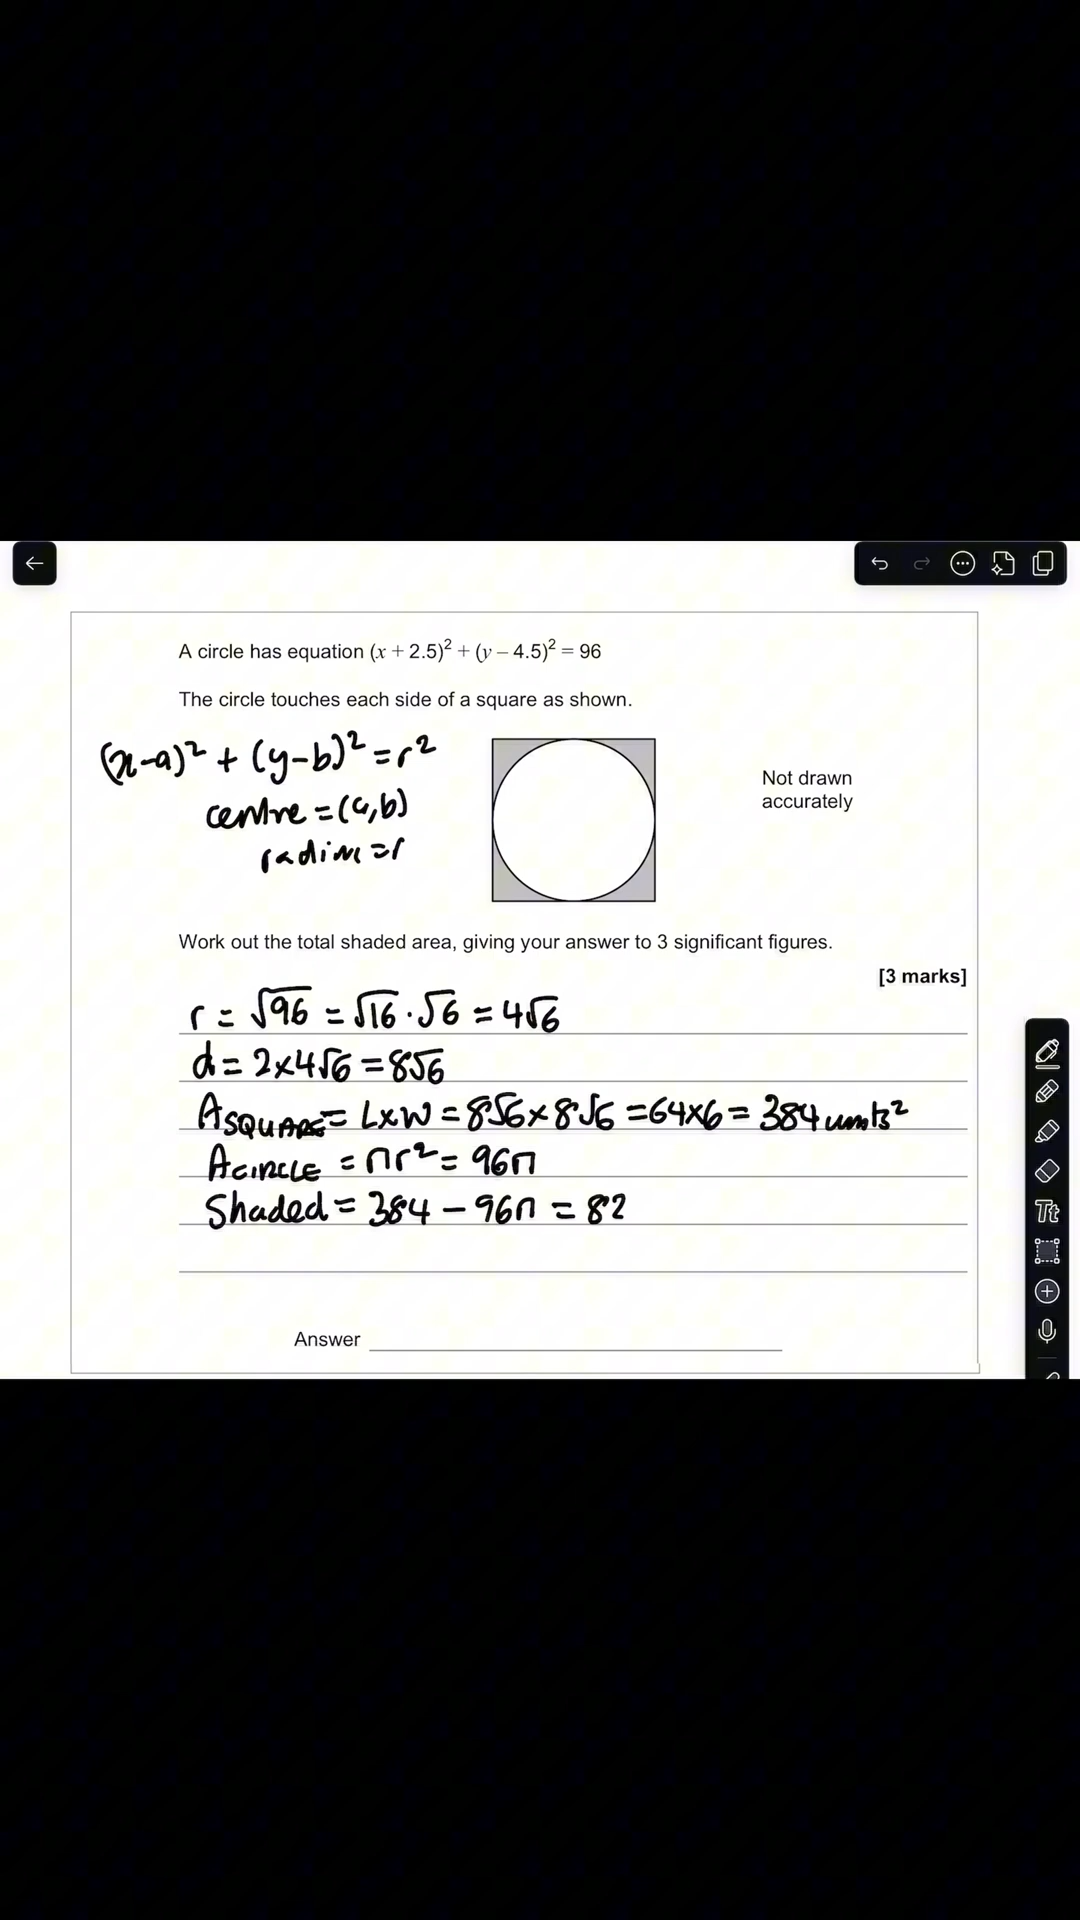 A circle has equation (x + 2.5)² + (y – 4.5)² = 96
The circle touches each side of a square as shown.
(x-a)² + (y-b)² = r²
centre = (a,b)
radius = r
Not drawn
accurately
Work out the total shaded area, giving your answer to 3 significant figures.
[3 marks]
r = √96 = √16 · √6 = 4√6
d = 2×4√6 = 8√6
ASQUARE = L×W = 8√6 × 8√6 = 64×6 = 384 units²
ACIRCLE = πr² = 96π
Shaded = 384 – 96π = 82
Answer
Tt